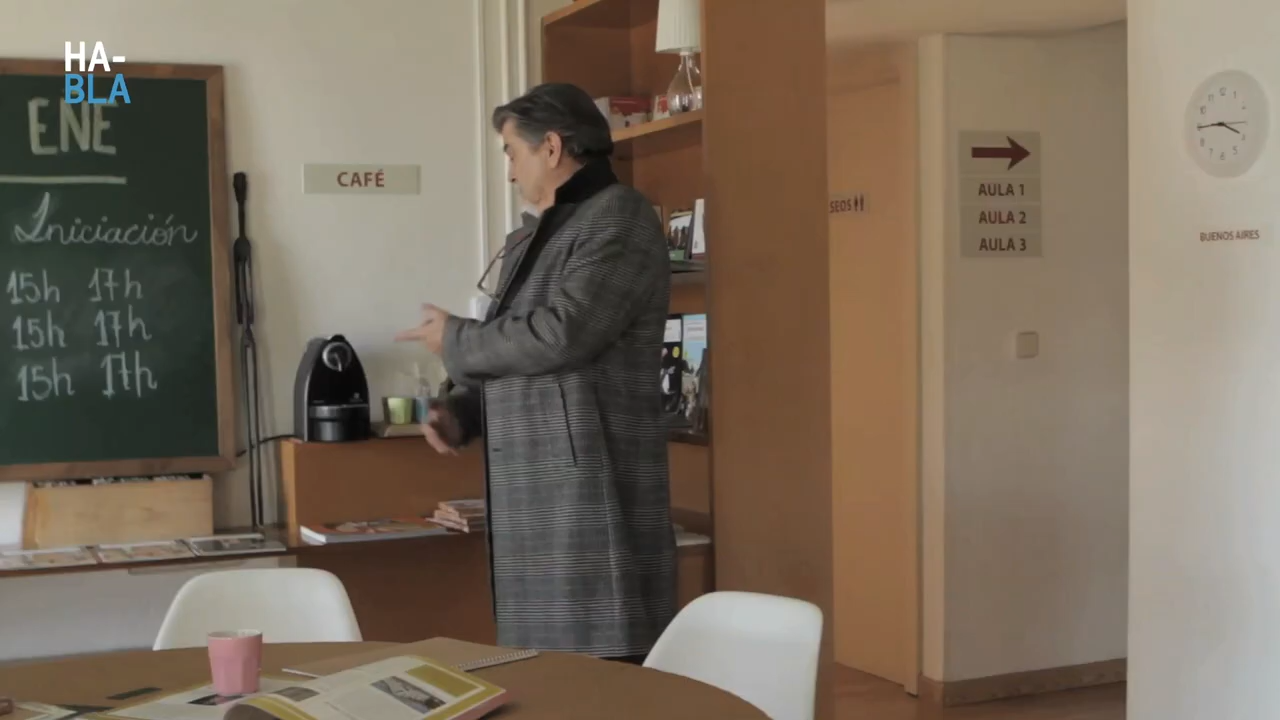 HA-
BLA
ENE
Iniciación
15h 17h
15h 17h
15h 17h
CAFÉ
SEOS
AULA 1
AULA 2
AULA 3
BUENOS AIRES